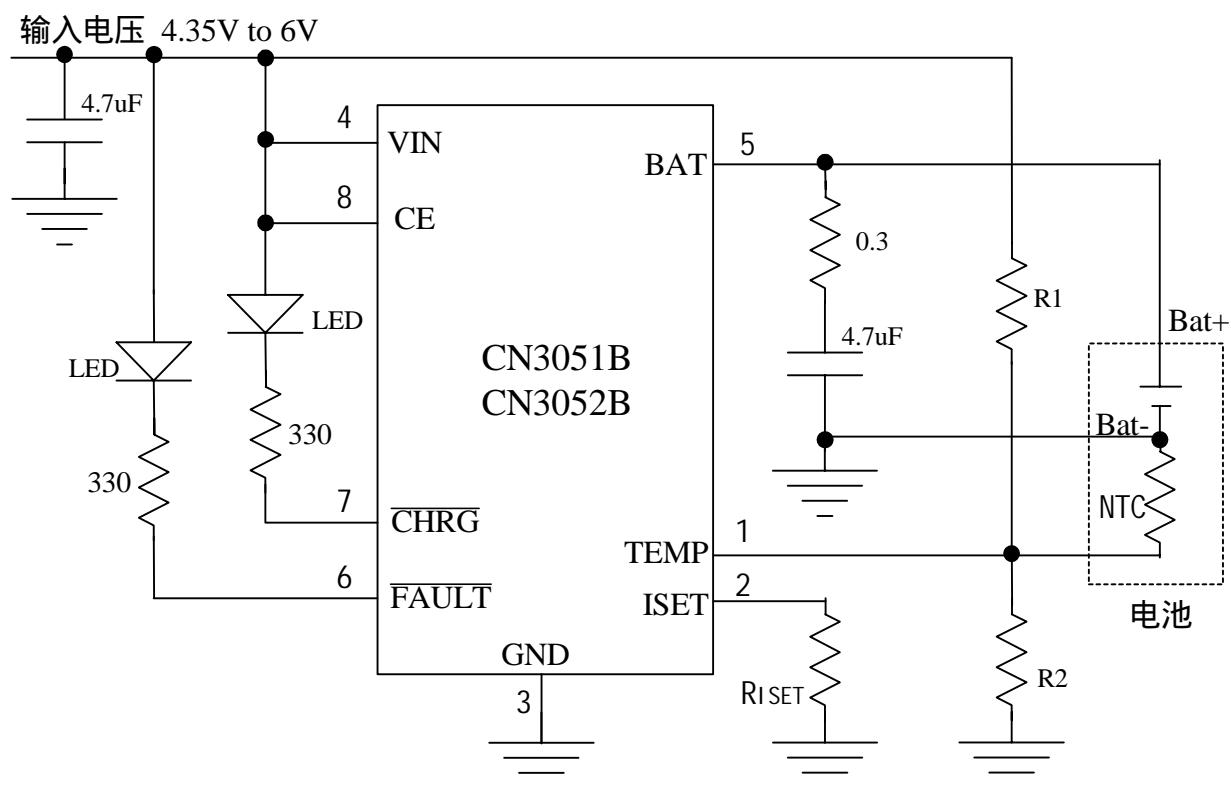 输入电压 4.35V to 6V
4.7uF
4
VIN
5
BAT
8
CE
0.3
R1
LED
Bat+
4.7uF
LED
CN3051B
CN3052B
Bat-
330
330
NTC
7
CHRG
1
TEMP
6
FAULT
2
ISET
电池
GND
RISET
R2
3